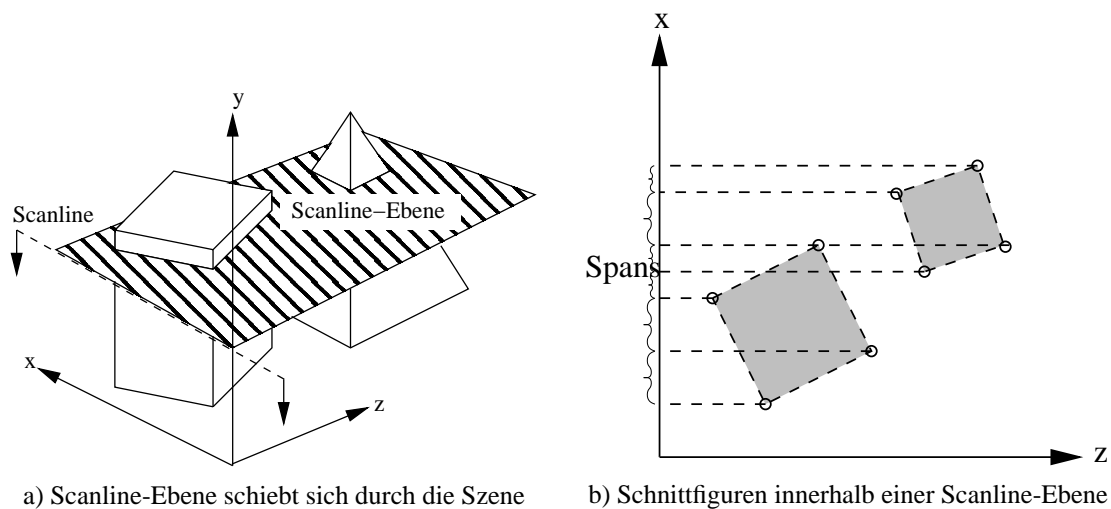 y
Scanline
Scanline–Ebene
x
z
a) Scanline-Ebene schiebt sich durch die Szene
x
Spans
z
b) Schnittfiguren innerhalb einer Scanline-Ebene